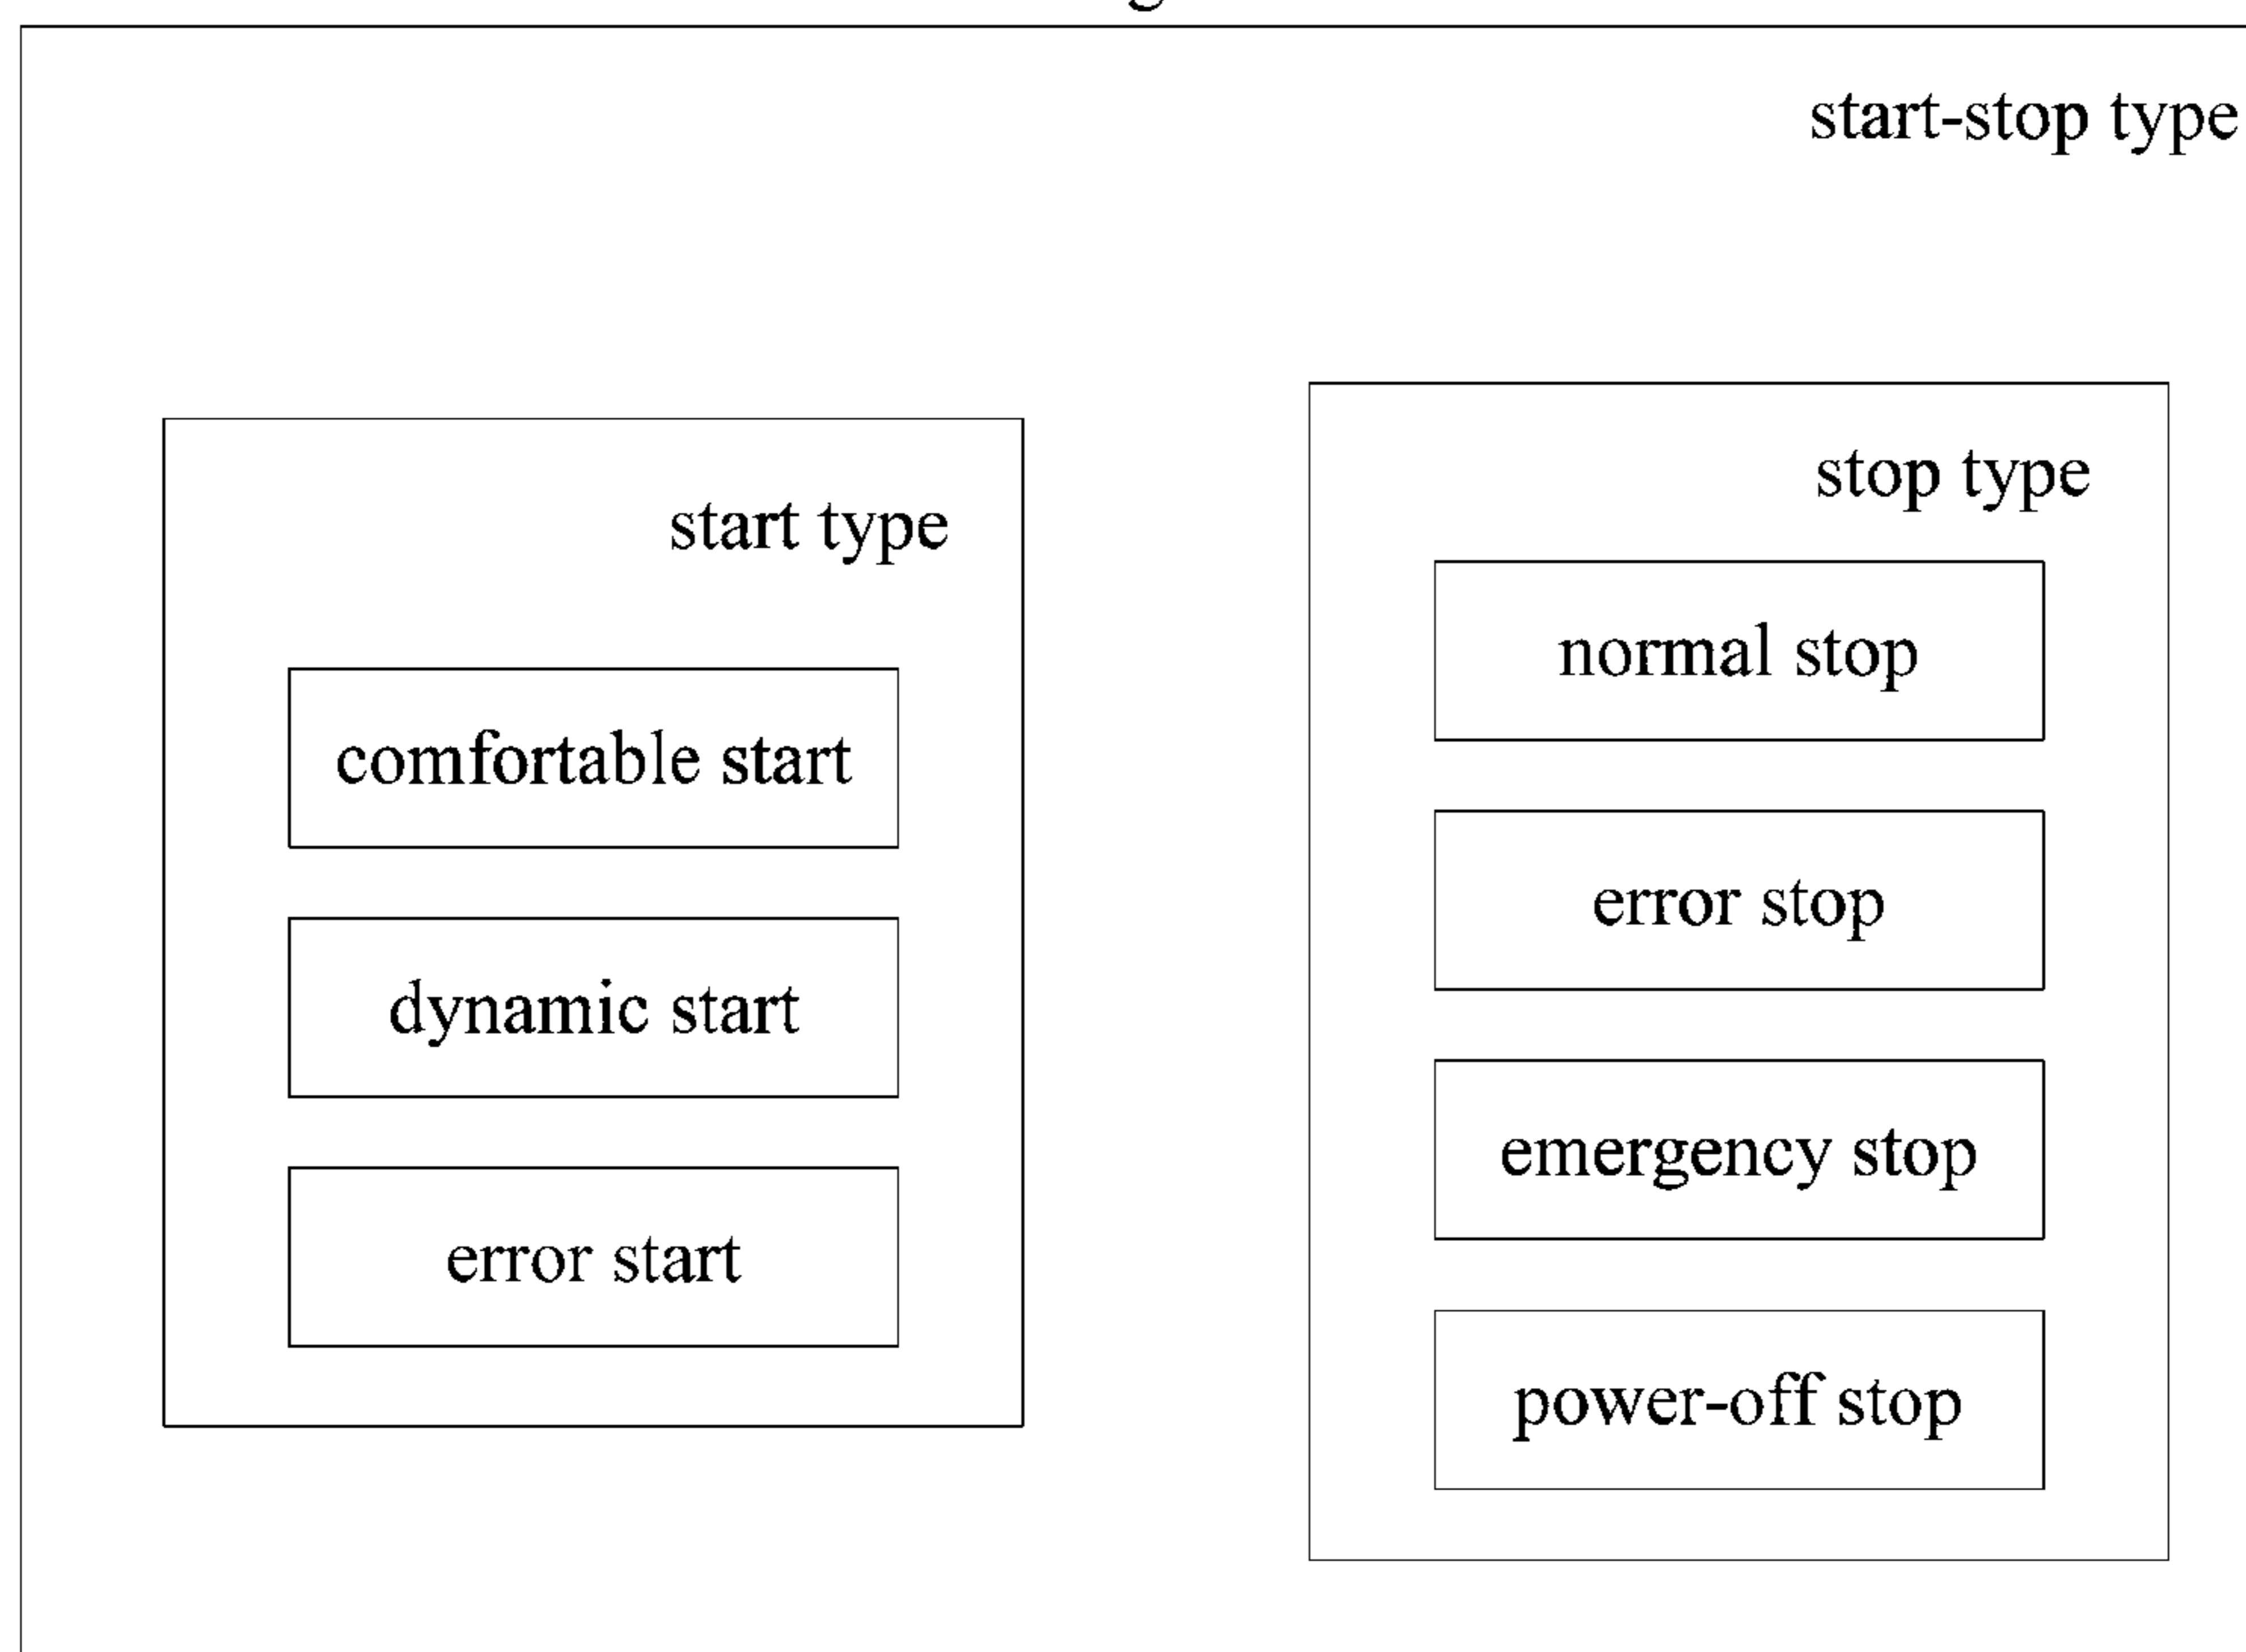 start-stop type
start type
comfortable start
dynamic start
error start
stop type
normal stop
error stop
emergency stop
power-off stop